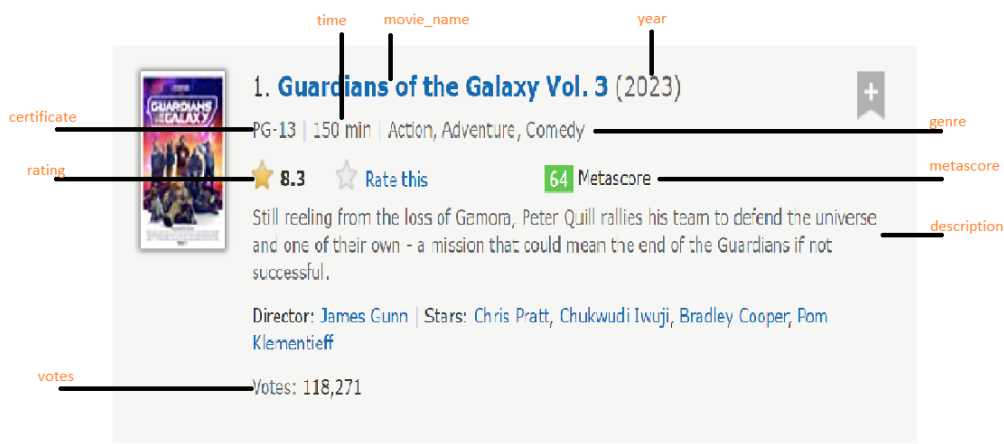 time movie_name year
1. Guardians of the Galaxy Vol. 3 (2023)
certificate
GUARDIANS
GALAXY
PG-13 | 150 min | Action, Adventure, Comedy
genre
rating
8.3 Rate this 64 Metascore
metascore
Still reeling from the loss of Gamora, Peter Quill rallies his team to defend the universe
and one of their own - a mission that could mean the end of the Guardians if not
successful.
description
Director: James Gunn | Stars: Chris Pratt, Chukwudi Iwuji, Bradley Cooper, Pom
Klementieff
votes
Votes: 118,271